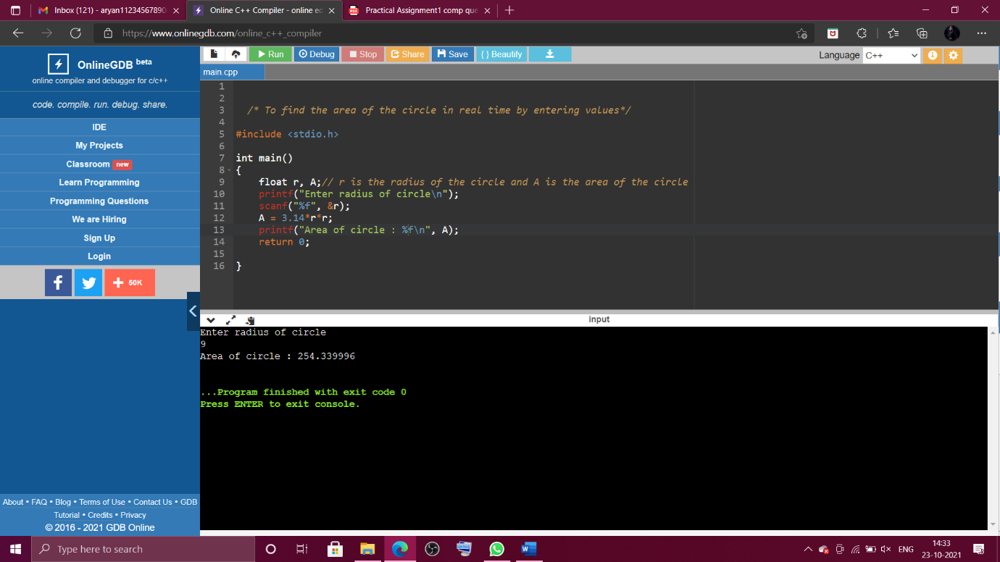 Inbox (121) - aryan11234567890
Online C++ Compiler - online ed
Practical Assignment1 comp que
https://www.onlinegdb.com/online_c++_compiler
OnlineGDB beta
online compiler and debugger for c/c++
code. compile. run. debug. share.
IDE
My Projects
Classroom new
Learn Programming
Programming Questions
We are Hiring
Sign Up
Login
50K
About • FAQ • Blog • Terms of Use • Contact Us • GDB
Tutorial • Credits • Privacy
© 2016 - 2021 GDB Online
Run Debug Stop Share Save { } Beautify
Language C++
main.cpp
1
2
3 /* To find the area of the circle in real time by entering values*/
4
5 #include <stdio.h>
6
7 int main()
8 {
9 float r, A;// r is the radius of the circle and A is the area of the circle
10 printf("Enter radius of circle\n");
11 scanf("%f", &r);
12 A = 3.14*r*r;
13 printf("Area of circle : %f\n", A);
14 return 0;
15
16 }
input
Enter radius of circle
9
Area of circle : 254.339996
...Program finished with exit code 0
Press ENTER to exit console.
Type here to search
ENG
14:33
23-10-2021